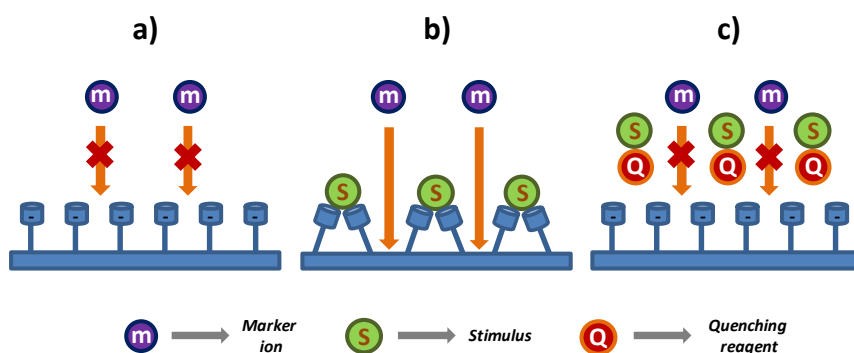 a) b) c)
m m m m m m
S S S
S S S Q Q Q
- - - - - - - - - - - -
m Marker ion S Stimulus Q Quenching reagent